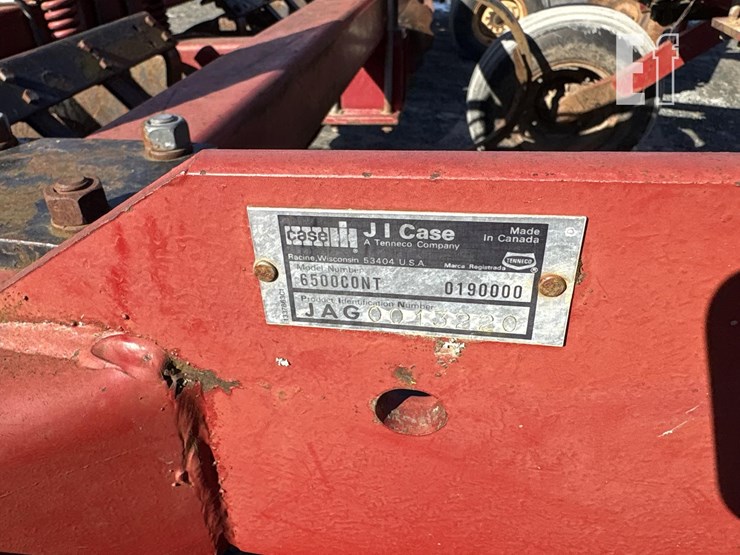 case IH J I Case Made
A Tenneco Company In Canada
Racine, Wisconsin 53404 U.S.A. Marca Registrada TENNECO
Model Number
6500CONT 0190000
Product Identification Number
JAG
Ef